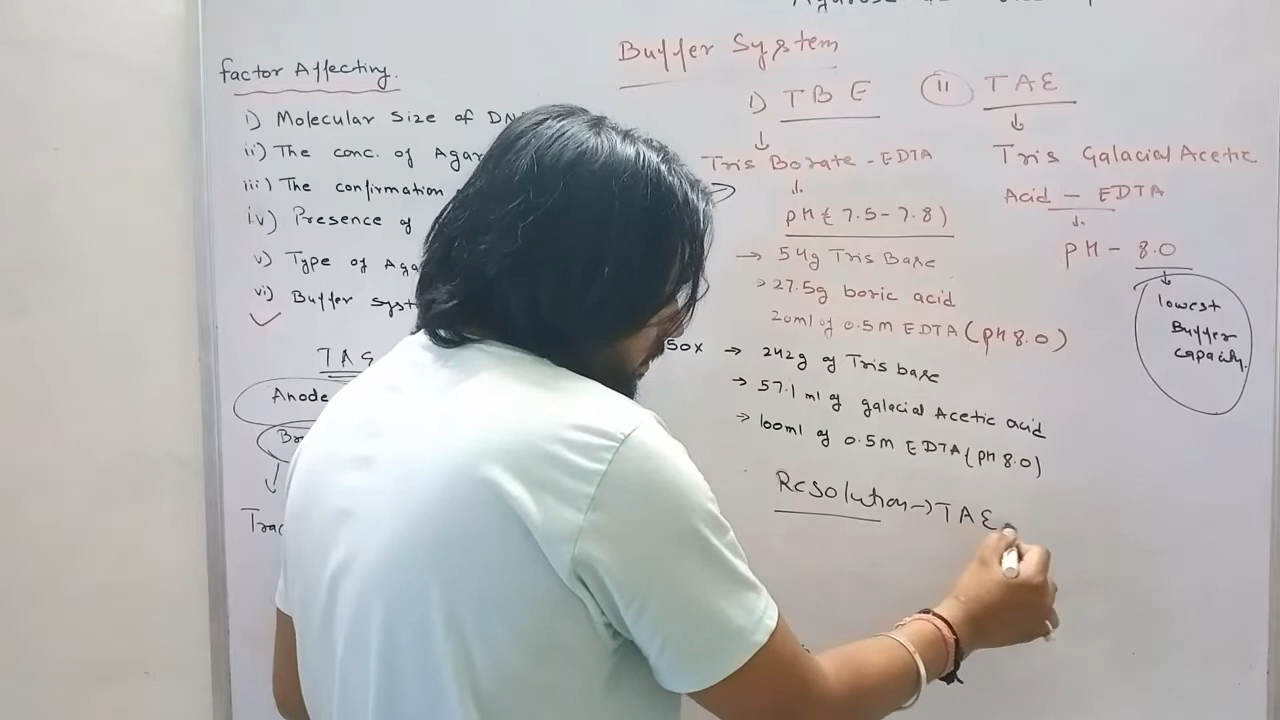 Buffer System
factor Affecting.
i) Molecular Size of DN
ii) The conc. of Agar
iii) The confirmation
iv) Presence of
v) Type of Aga
vi) Buffer Syst
TAE
Anode
Br
Trac
i) TBE
Tris Borate - EDTA
pH (7.5-7.8)
→ 54g Tris Base
→ 27.5g boric acid
20ml of 0.5M EDTA (pH 8.0)
50X → 242g of Tris base
→ 57.1 ml of galacial Acetic acid
→ 100ml of 0.5M EDTA (pH 8.0)
Resolution → TAE
ii TAE
Tris Galacial Acetic
Acid - EDTA
pH - 8.0
lowest
Buffer
capacity.